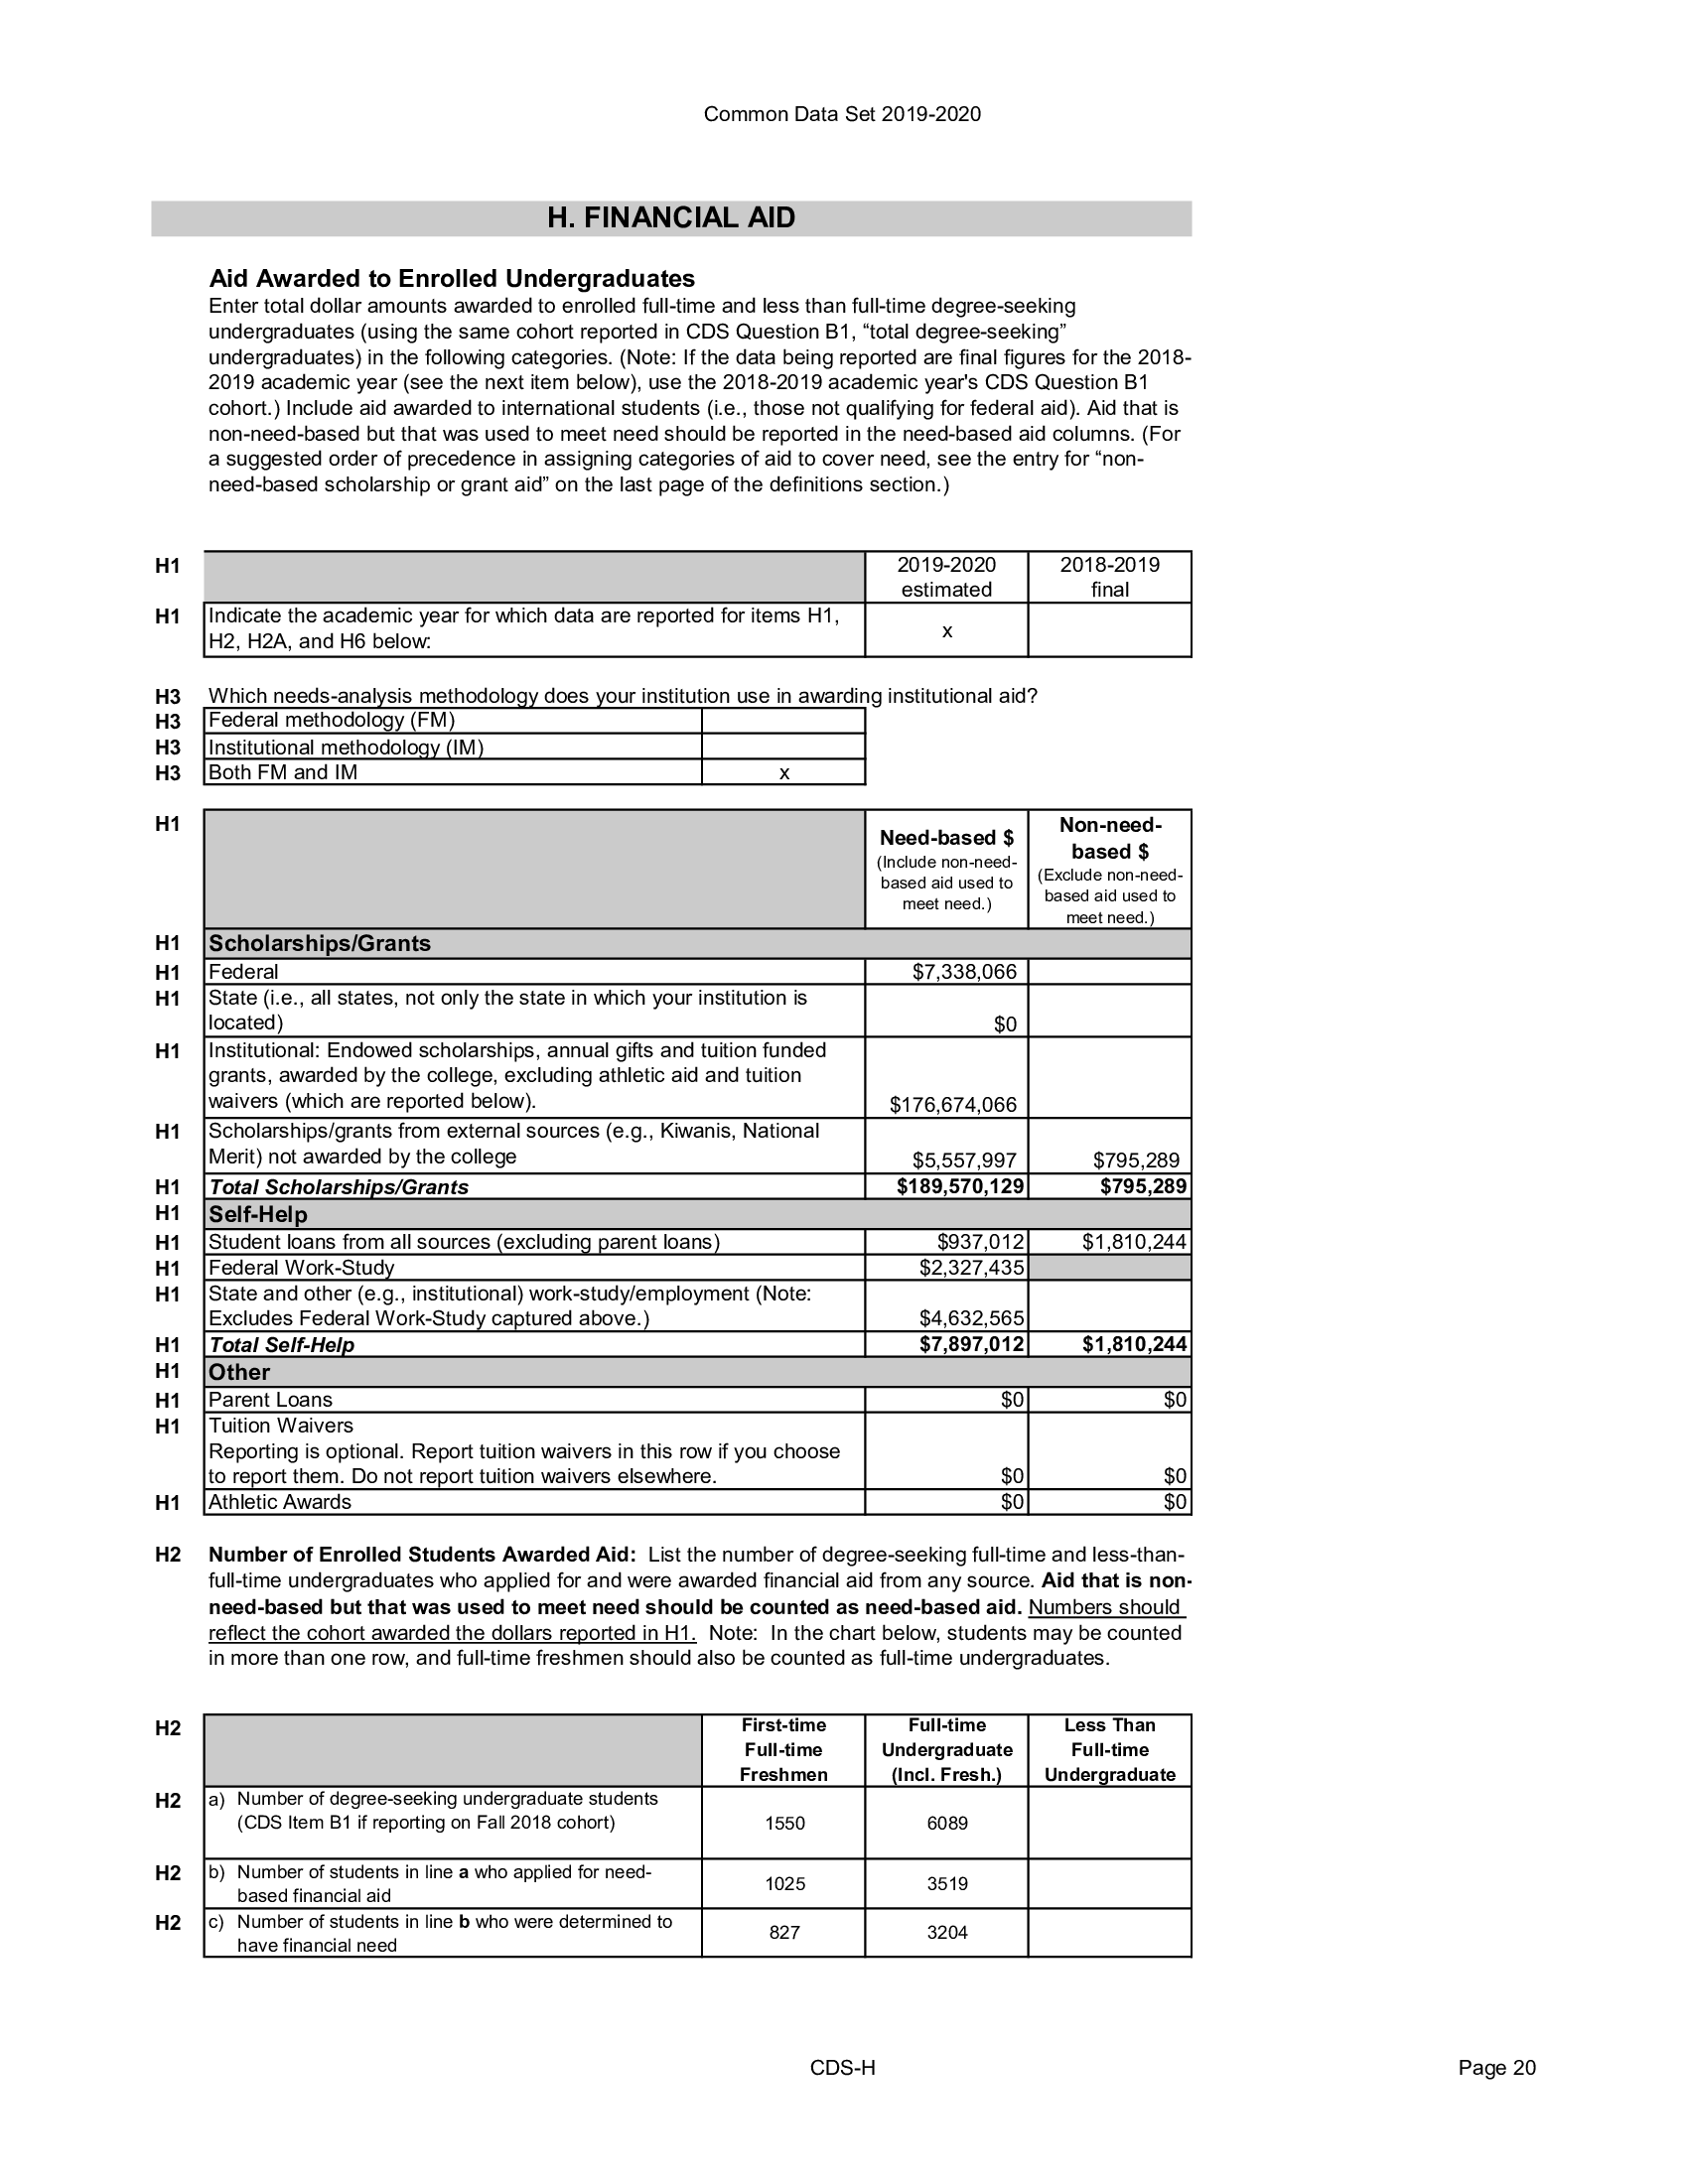 Common Data Set 2019-2020
H. FINANCIAL AID
Aid Awarded to Enrolled Undergraduates
Enter total dollar amounts awarded to enrolled full-time and less than full-time degree-seeking
undergraduates (using the same cohort reported in CDS Question B1, “total degree-seeking”
undergraduates) in the following categories. (Note: If the data being reported are final figures for the 2018-
2019 academic year (see the next item below), use the 2018-2019 academic year's CDS Question B1
cohort.) Include aid awarded to international students (i.e., those not qualifying for federal aid). Aid that is
non-need-based but that was used to meet need should be reported in the need-based aid columns. (For
a suggested order of precedence in assigning categories of aid to cover need, see the entry for “non-
need-based scholarship or grant aid” on the last page of the definitions section.)
H1
2019-2020
estimated
2018-2019
final
H1
Indicate the academic year for which data are reported for items H1,
H2, H2A, and H6 below:
x
H3 Which needs-analysis methodology does your institution use in awarding institutional aid?
H3 Federal methodology (FM)
H3 Institutional methodology (IM)
H3 Both FM and IM x
H1
Need-based $
(Include non-need-
based aid used to
meet need.)
Non-need-
based $
(Exclude non-need-
based aid used to
meet need.)
H1 Scholarships/Grants
H1 Federal $7,338,066
H1 State (i.e., all states, not only the state in which your institution is
located) $0
H1 Institutional: Endowed scholarships, annual gifts and tuition funded
grants, awarded by the college, excluding athletic aid and tuition
waivers (which are reported below). $176,674,066
H1 Scholarships/grants from external sources (e.g., Kiwanis, National
Merit) not awarded by the college $5,557,997 $795,289
H1 Total Scholarships/Grants $189,570,129 $795,289
H1 Self-Help
H1 Student loans from all sources (excluding parent loans) $937,012 $1,810,244
H1 Federal Work-Study $2,327,435
H1 State and other (e.g., institutional) work-study/employment (Note:
Excludes Federal Work-Study captured above.) $4,632,565
H1 Total Self-Help $7,897,012 $1,810,244
H1 Other
H1 Parent Loans $0 $0
H1 Tuition Waivers
Reporting is optional. Report tuition waivers in this row if you choose
to report them. Do not report tuition waivers elsewhere. $0 $0
H1 Athletic Awards $0 $0
H2 Number of Enrolled Students Awarded Aid: List the number of degree-seeking full-time and less-than-
full-time undergraduates who applied for and were awarded financial aid from any source. Aid that is non-
need-based but that was used to meet need should be counted as need-based aid. Numbers should
reflect the cohort awarded the dollars reported in H1. Note: In the chart below, students may be counted
in more than one row, and full-time freshmen should also be counted as full-time undergraduates.
H2
First-time
Full-time
Freshmen
Full-time
Undergraduate
(Incl. Fresh.)
Less Than
Full-time
Undergraduate
H2 a) Number of degree-seeking undergraduate students
(CDS Item B1 if reporting on Fall 2018 cohort) 1550 6089
H2 b) Number of students in line a who applied for need-
based financial aid 1025 3519
H2 c) Number of students in line b who were determined to
have financial need 827 3204
CDS-H Page 20